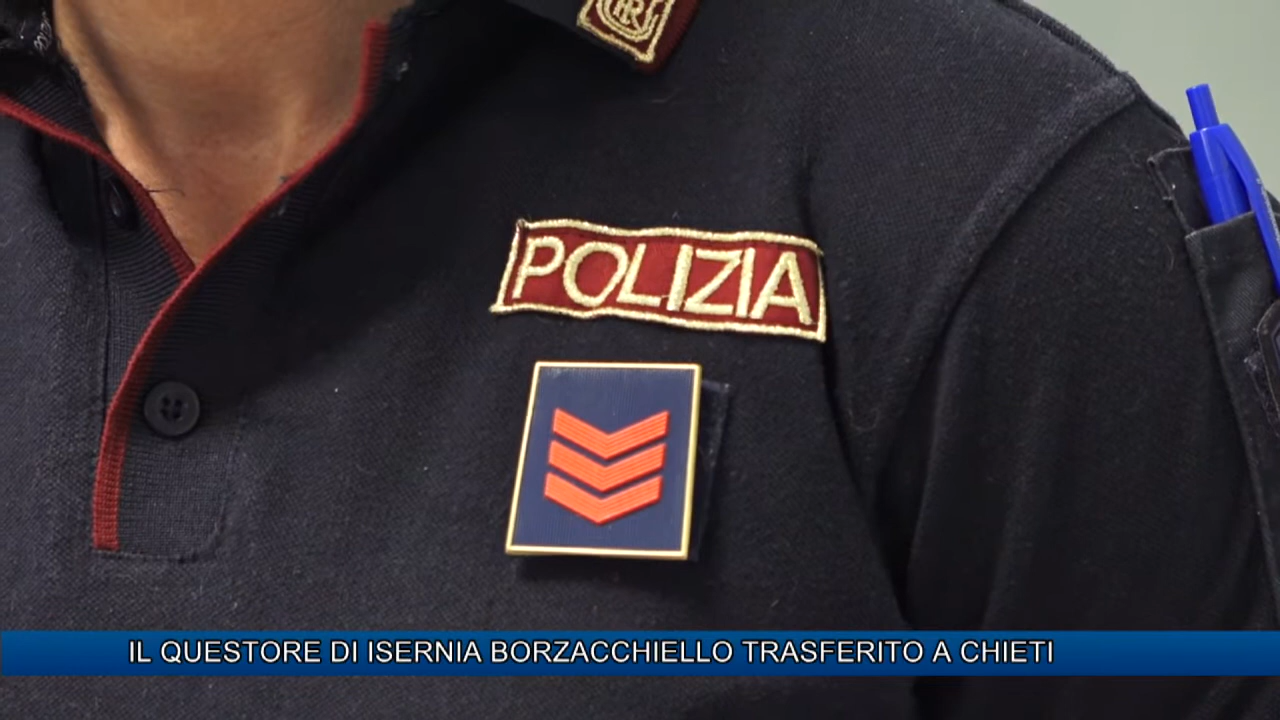 POLIZIA
IL QUESTORE DI ISERNIA BORZACCHIELLO TRASFERITO A CHIETI